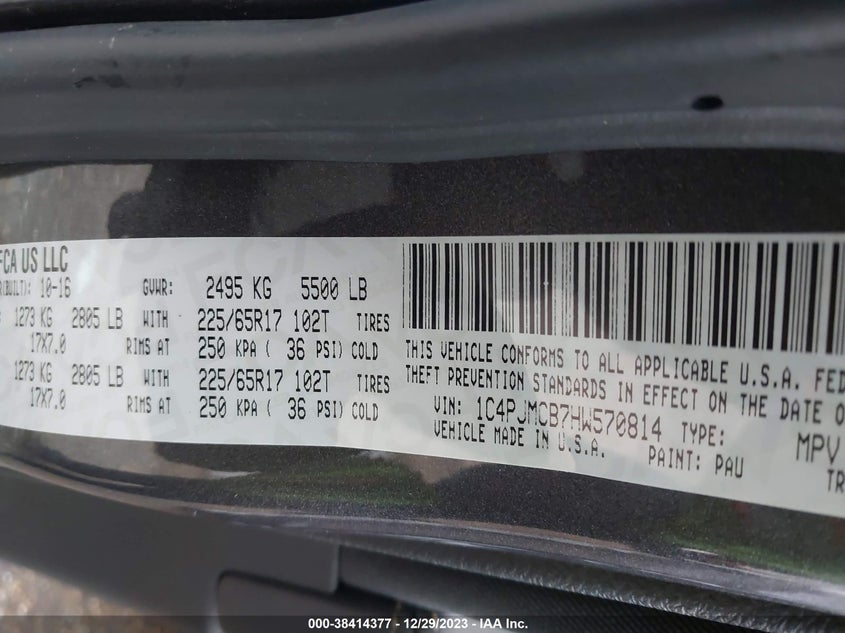 FCA US LLC
(BUILT): 10-16 GVWR: 2495 KG 5500 LB
1273 KG 2805 LB WITH 225/65R17 102T TIRES
17X7.0 RIMS AT 250 KPA ( 36 PSI) COLD
1273 KG 2805 LB WITH 225/65R17 102T TIRES
17X7.0 RIMS AT 250 KPA ( 36 PSI) COLD
THIS VEHICLE CONFORMS TO ALL APPLICABLE U.S.A. FED
THEFT PREVENTION STANDARDS IN EFFECT ON THE DATE O
VIN: 1C4PJMCB7HW570814 TYPE: MPV
VEHICLE MADE IN U.S.A. PAINT: PAU TR
000-38414377 - 12/29/2023 - IAA Inc.